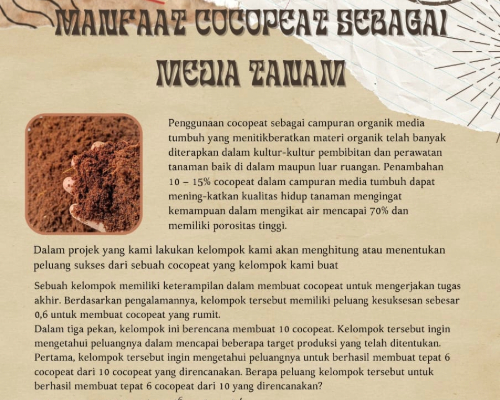 MANFAAT COCOPEAT SEBAGAI
MEDIA TANAM
Penggunaan cocopeat sebagai campuran organik media
tumbuh yang menitikberatkan materi organik telah banyak
diterapkan dalam kultur-kultur pembibitan dan perawatan
tanaman baik di dalam maupun luar ruangan. Penambahan
10 – 15% cocopeat dalam campuran media tumbuh dapat
mening-katkan kualitas hidup tanaman mengingat
kemampuan dalam mengikat air mencapai 70% dan
memiliki porositas tinggi.
Dalam projek yang kami lakukan kelompok kami akan menghitung atau menentukan
peluang sukses dari sebuah cocopeat yang kelompok kami buat
Sebuah kelompok memiliki keterampilan dalam membuat cocopeat untuk mengerjakan tugas
akhir. Berdasarkan pengalamannya, kelompok tersebut memiliki peluang kesuksesan sebesar
0,6 untuk membuat cocopeat yang rumit.
Dalam tiga pekan, kelompok ini berencana membuat 10 cocopeat. Kelompok tersebut ingin
mengetahui peluangnya dalam mencapai beberapa target produksi yang telah ditentukan.
Pertama, kelompok tersebut ingin mengetahui peluangnya untuk berhasil membuat tepat 6
cocopeat dari 10 cocopeat yang direncanakan. Berapa peluang kelompok tersebut untuk
berhasil membuat tepat 6 cocopeat dari 10 yang direncanakan?